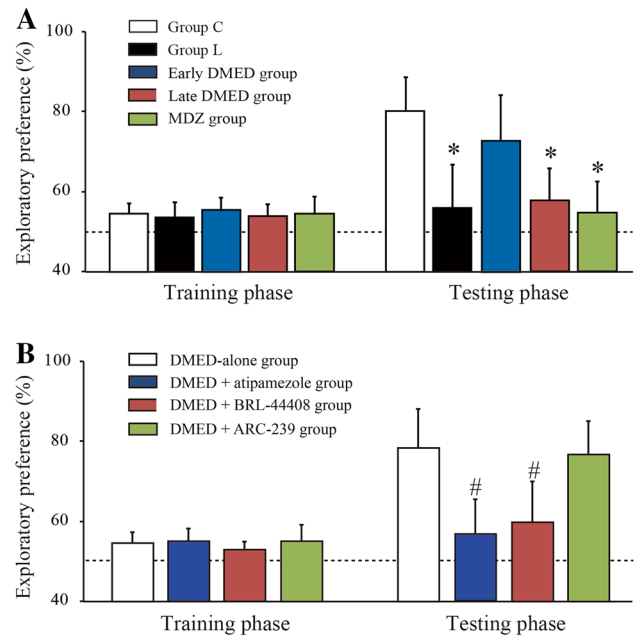 A
Group C
Group L
Early DMED group
Late DMED group
MDZ group
Exploratory preference (%)
100
80
60
40
*
*
*
Training phase
Testing phase
B
DMED-alone group
DMED + atipamezole group
DMED + BRL-44408 group
DMED + ARC-239 group
Exploratory preference (%)
100
80
60
40
#
#
Training phase
Testing phase